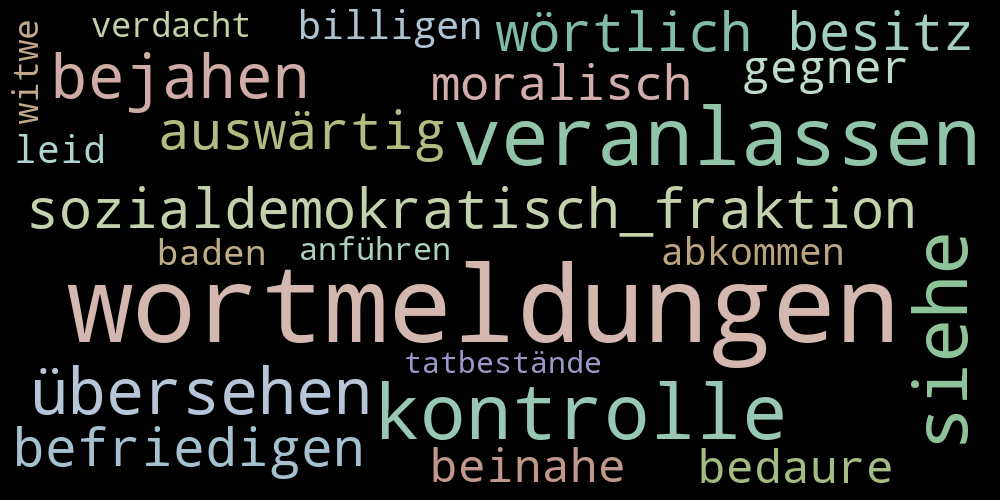 witwe
verdacht
billigen
wörtlich
besitz
bejahen
moralisch
gegner
leid
auswärtig
veranlassen
sozialdemokratisch_fraktion
baden
anführen
abkommen
siehe
wortmeldungen
tatbestände
übersehen
kontrolle
befriedigen
beinahe
bedaure